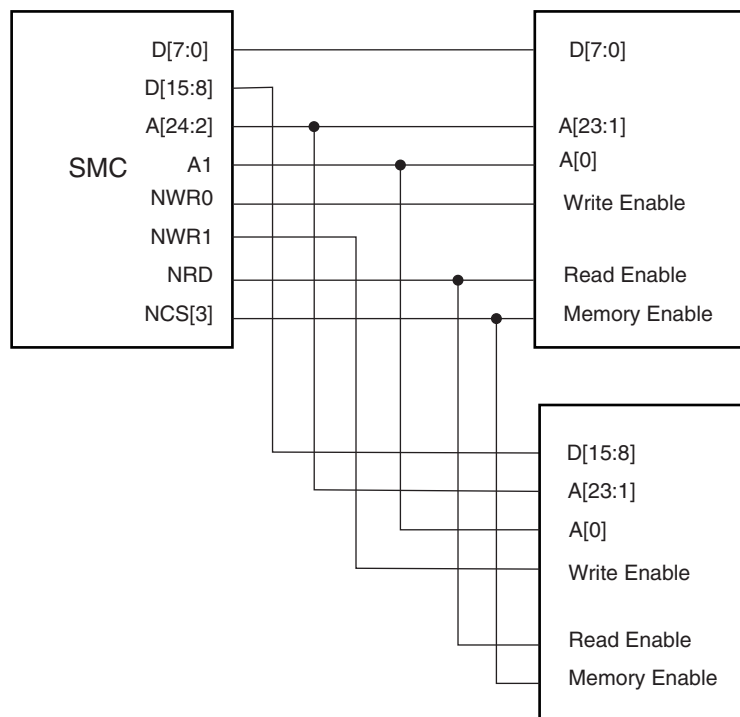 D[7:0]
D[15:8]
A[24:2]
SMC
A1
NWR0
NWR1
NRD
NCS[3]
D[7:0]
A[23:1]
A[0]
Write Enable
Read Enable
Memory Enable
D[15:8]
A[23:1]
A[0]
Write Enable
Read Enable
Memory Enable